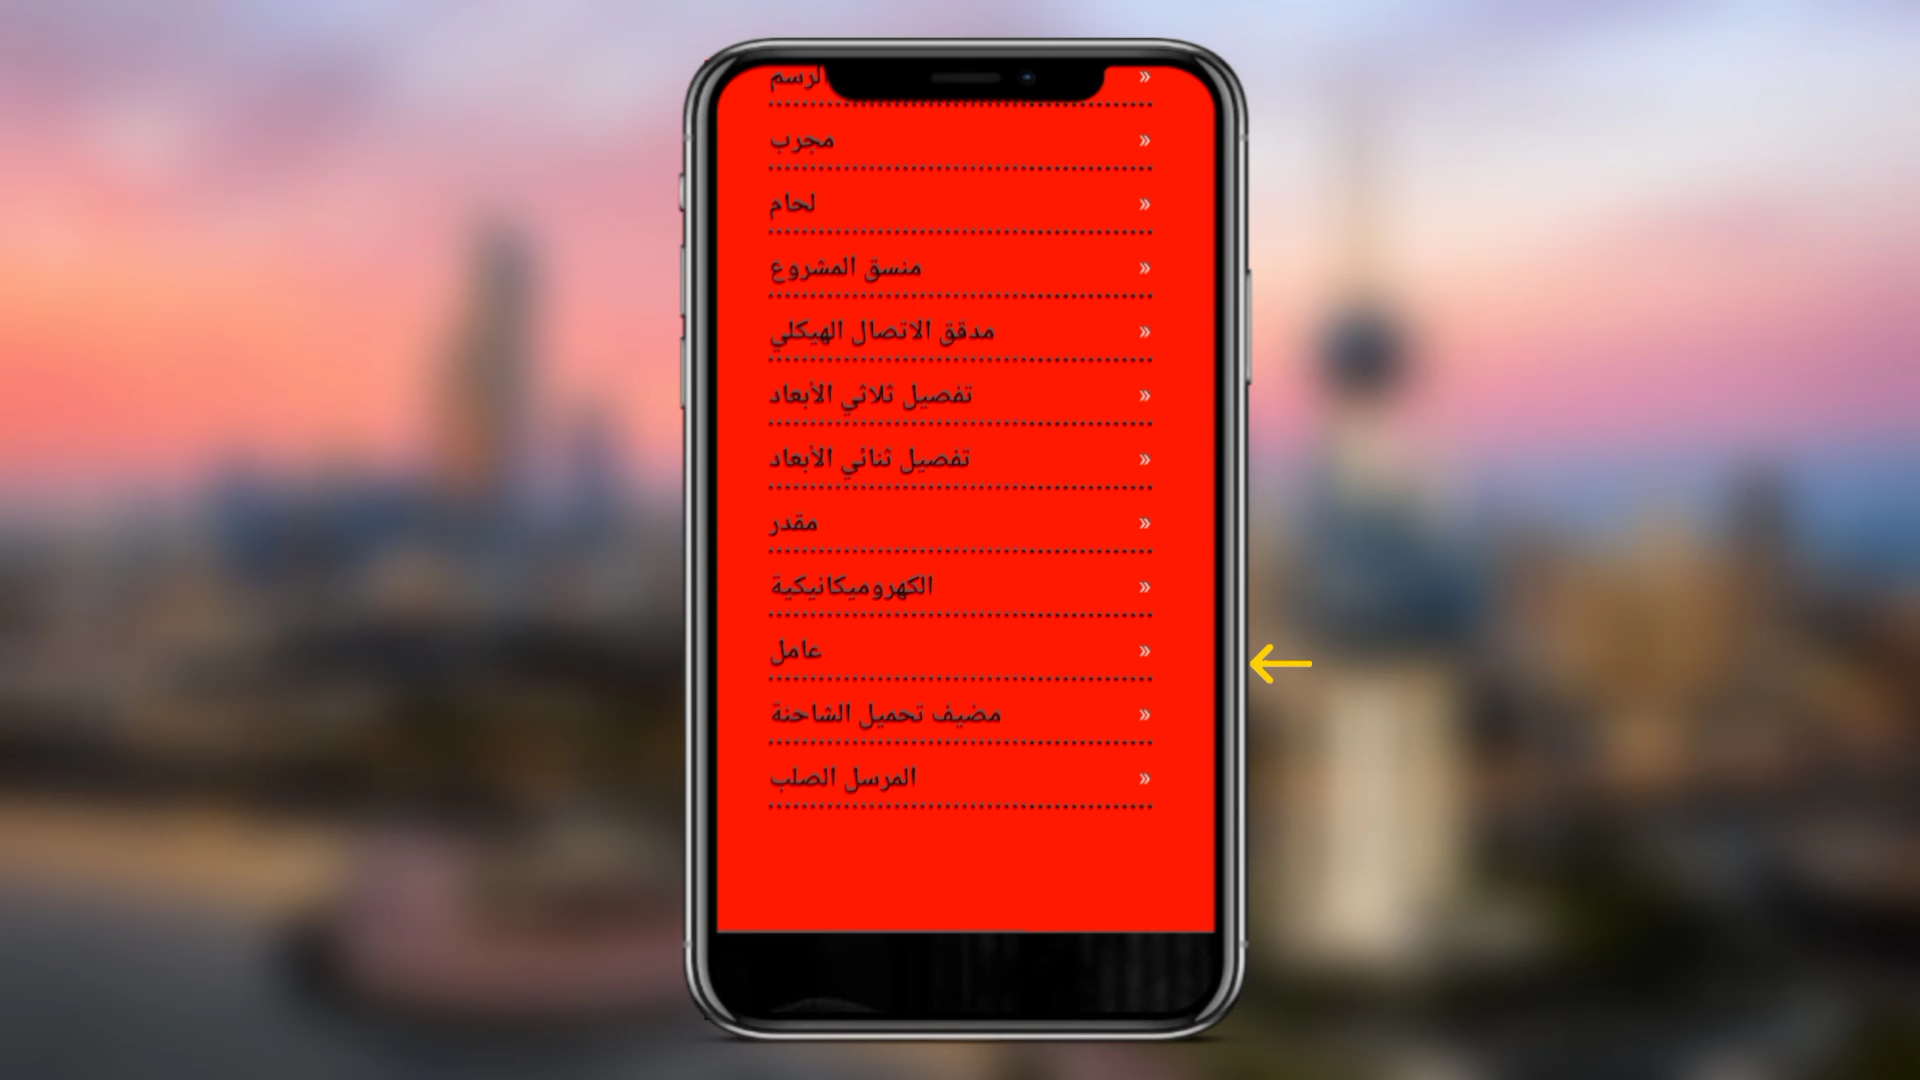 لرسم »
مجرب »
لحام »
منسق المشروع »
مدقق الاتصال الهيكلي »
تفصيل ثلاثي الأبعاد »
تفصيل ثنائي الأبعاد »
مقدر »
الكهروميكانيكية »
عامل »
مضيف تحميل الشاحنة »
المرسل الصلب »